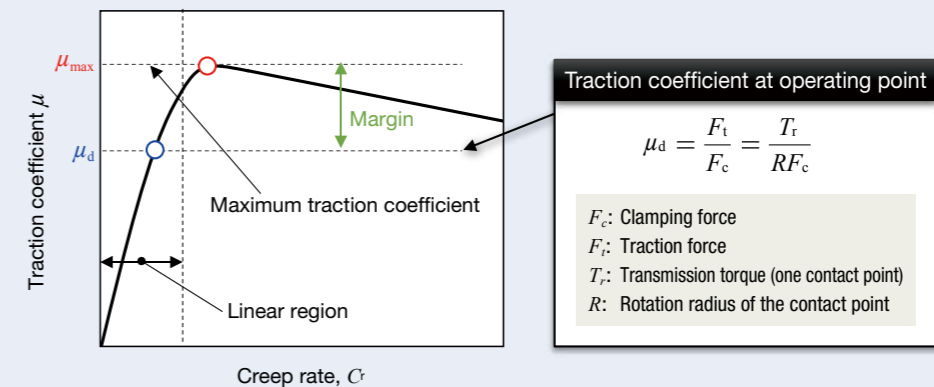 Traction coefficient μ
μmax
μd
Margin
Maximum traction coefficient
Linear region
Creep rate, Cr
Traction coefficient at operating point
μd = Ft / Fc = Tr / RFc
Fc: Clamping force
Ft: Traction force
Tr: Transmission torque (one contact point)
R: Rotation radius of the contact point